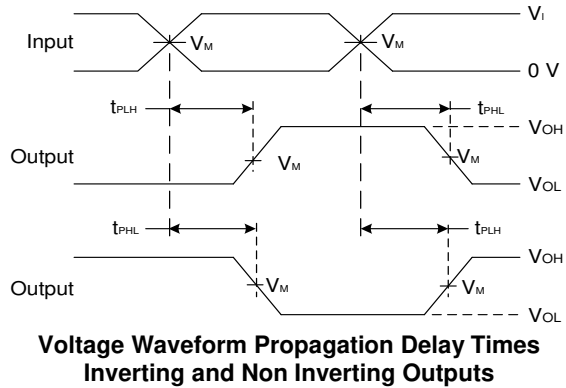 VI
Input
VM
VM
0 V
tPLH
tPHL
VOH
Output
VM
VM
VOL
tPHL
tPLH
VOH
Output
VM
VM
VOL
Voltage Waveform Propagation Delay Times
Inverting and Non Inverting Outputs